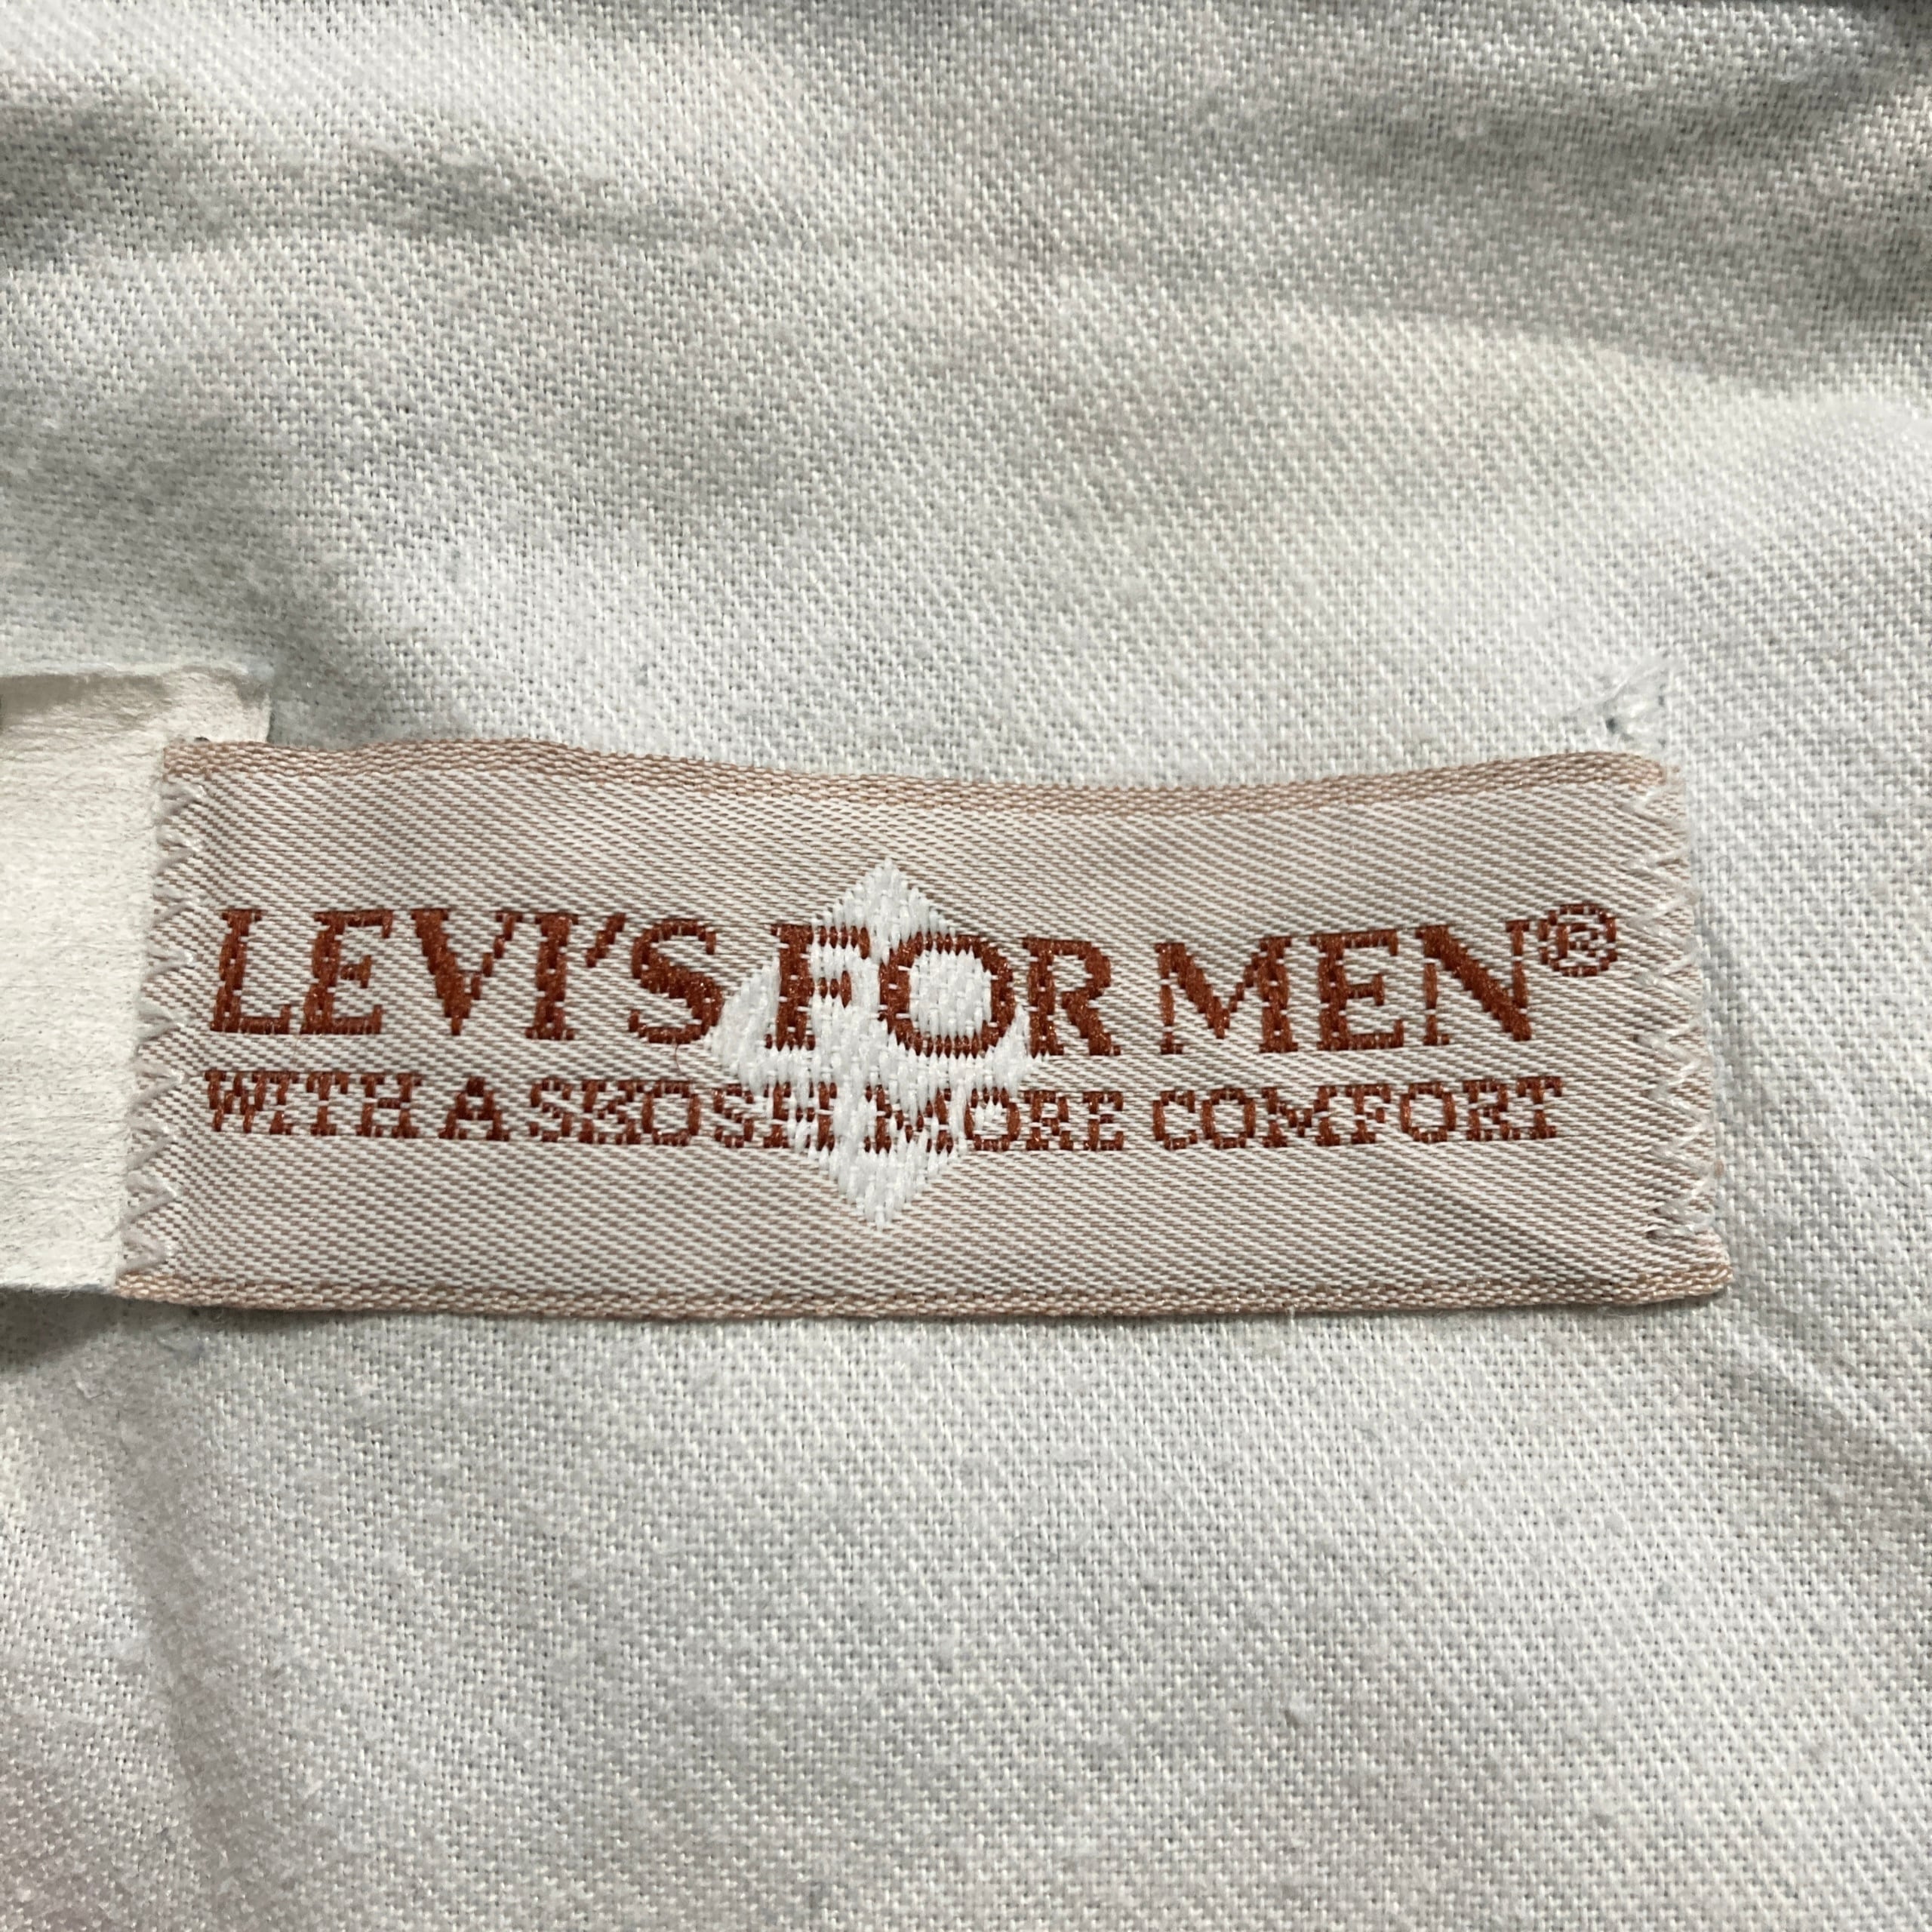 LEVI'S FOR MEN®
WITH A SKOSH MORE COMFORT